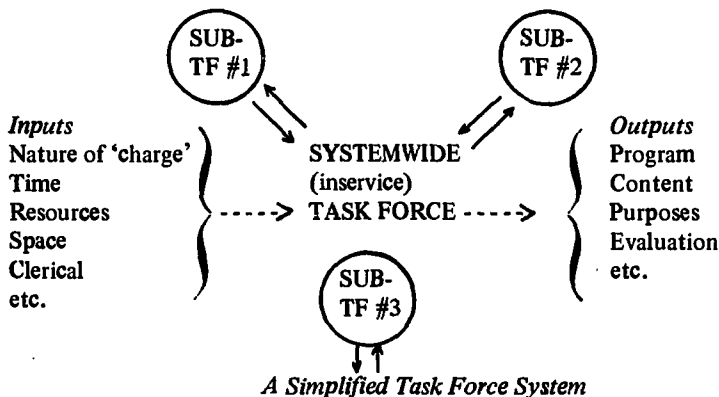 SUB-
TF #1
SUB-
TF #2
Inputs
Nature of 'charge'
Time
Resources
Space
Clerical
etc.
SYSTEMWIDE
(inservice)
TASK FORCE
Outputs
Program
Content
Purposes
Evaluation
etc.
SUB-
TF #3
A Simplified Task Force System